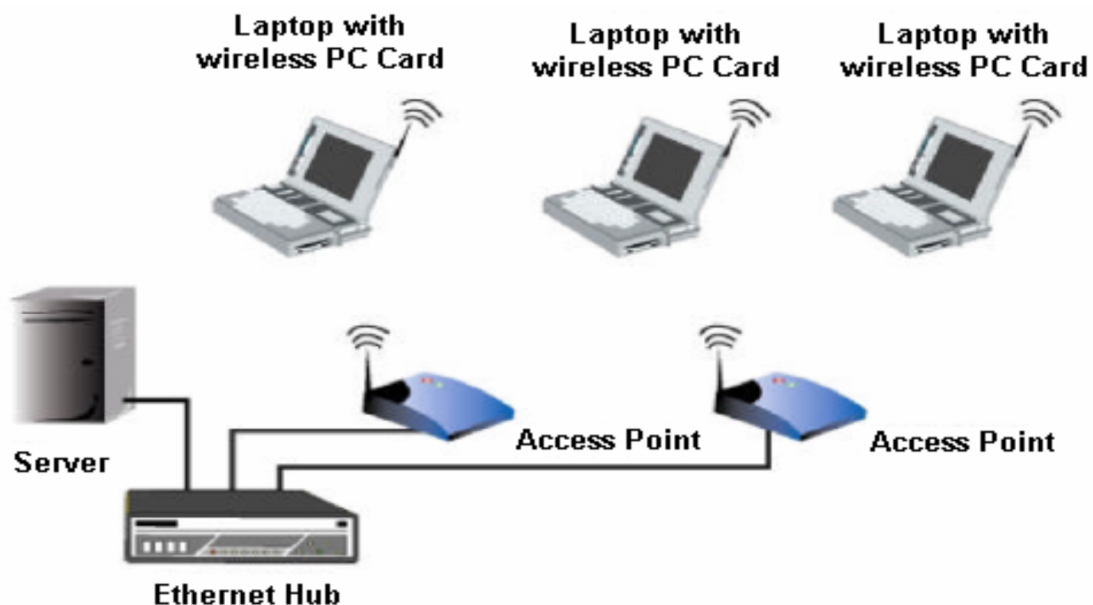 Laptop with
wireless PC Card
Laptop with
wireless PC Card
Laptop with
wireless PC Card
Server
Access Point
Access Point
Ethernet Hub